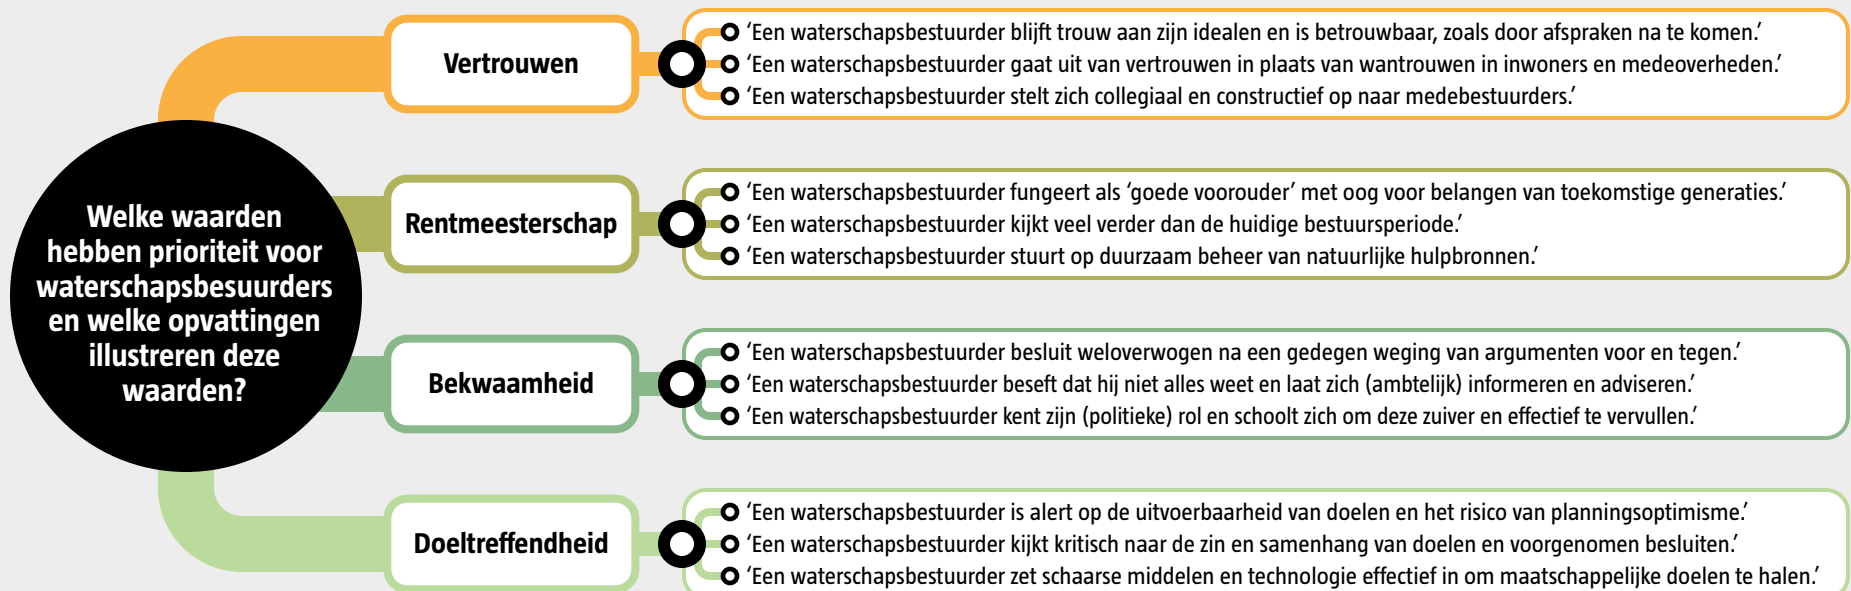 Welke waarden
hebben prioriteit voor
waterschapsbesuurders
en welke opvattingen
illustreren deze
waarden?
Vertrouwen
‘Een waterschapsbestuurder blijft trouw aan zijn idealen en is betrouwbaar, zoals door afspraken na te komen.’
‘Een waterschapsbestuurder gaat uit van vertrouwen in plaats van wantrouwen in inwoners en medeoverheden.’
‘Een waterschapsbestuurder stelt zich collegiaal en constructief op naar medebestuurders.’
Rentmeesterschap
‘Een waterschapsbestuurder fungeert als ‘goede voorouder’ met oog voor belangen van toekomstige generaties.’
‘Een waterschapsbestuurder kijkt veel verder dan de huidige bestuursperiode.’
‘Een waterschapsbestuurder stuurt op duurzaam beheer van natuurlijke hulpbronnen.’
Bekwaamheid
‘Een waterschapsbestuurder besluit weloverwogen na een gedegen weging van argumenten voor en tegen.’
‘Een waterschapsbestuurder beseft dat hij niet alles weet en laat zich (ambtelijk) informeren en adviseren.’
‘Een waterschapsbestuurder kent zijn (politieke) rol en schoolt zich om deze zuiver en effectief te vervullen.’
Doeltreffendheid
‘Een waterschapsbestuurder is alert op de uitvoerbaarheid van doelen en het risico van planningsoptimisme.’
‘Een waterschapsbestuurder kijkt kritisch naar de zin en samenhang van doelen en voorgenomen besluiten.’
‘Een waterschapsbestuurder zet schaarse middelen en technologie effectief in om maatschappelijke doelen te halen.’